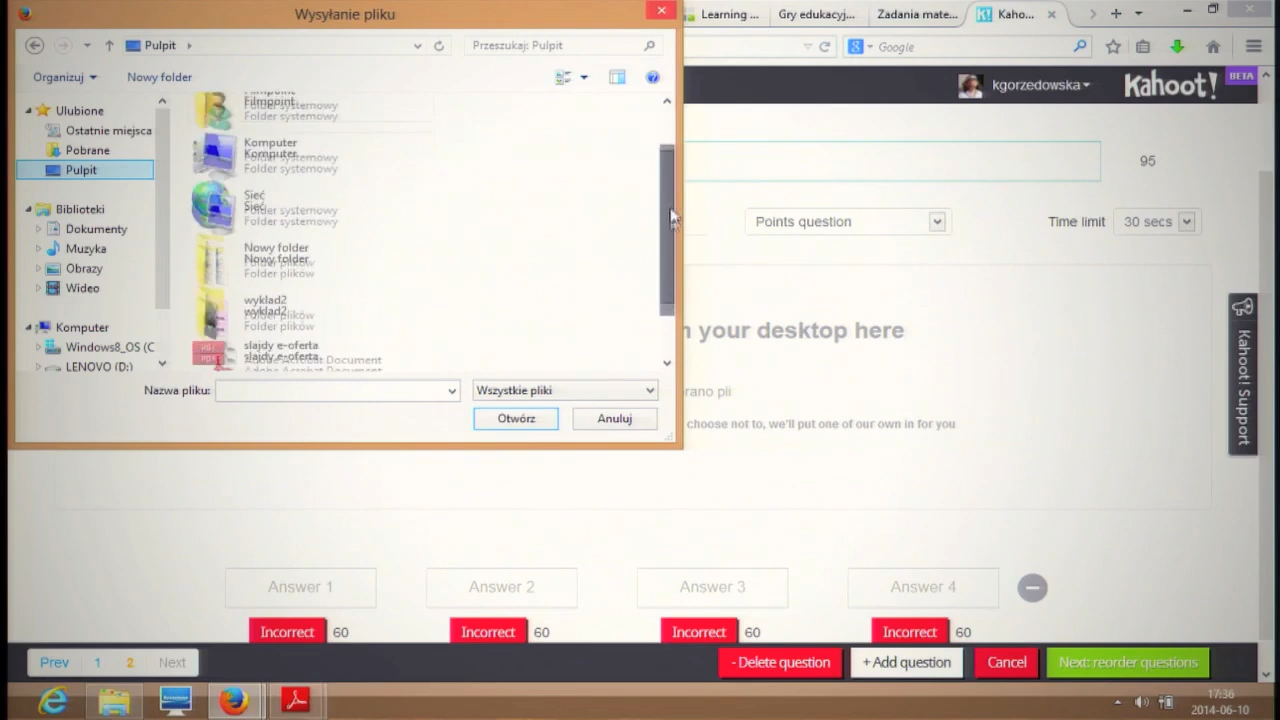 Wysyłanie pliku
Learning ...
Gry edukacyj...
Zadania mate...
Kaho...
Pulpit
Przeszukaj: Pulpit
Google
Organizuj
Nowy folder
kgorzedowska
Kahoot!
BETA
Ulubione
Ostatnie miejsca
Pobrane
Pulpit
Biblioteki
Dokumenty
Muzyka
Obrazy
Wideo
Komputer
Windows8_OS (C
LENOVO (D:)
Filmpoint
Folder systemowy
Komputer
Folder systemowy
Sieć
Folder systemowy
Nowy folder
Folder plików
wyklad2
Folder plików
slajdy e-oferta
Adobe Acrobat Document
Nazwa pliku:
Wszystkie pliki
Otwórz
Anuluj
95
Points question
Time limit
30 secs
your desktop here
rano pli
choose not to, we'll put one of our own in for you
Kahoot! Support
Answer 1
Answer 2
Answer 3
Answer 4
Incorrect 60
Incorrect 60
Incorrect 60
Incorrect 60
Prev 1 2 Next
- Delete question
+ Add question
Cancel
Next: reorder questions
17:36
2014-06-10